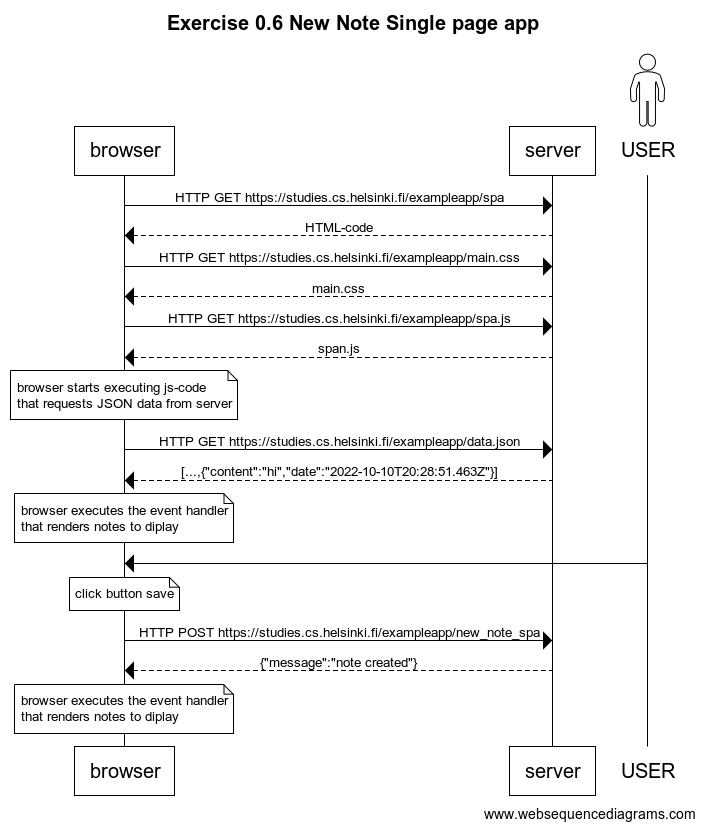 Exercise 0.6 New Note Single page app
browser
server
USER
HTTP GET https://studies.cs.helsinki.fi/exampleapp/spa
HTML-code
HTTP GET https://studies.cs.helsinki.fi/exampleapp/main.css
main.css
HTTP GET https://studies.cs.helsinki.fi/exampleapp/spa.js
span.js
browser starts executing js-code
that requests JSON data from server
HTTP GET https://studies.cs.helsinki.fi/exampleapp/data.json
[...,{"content":"hi","date":"2022-10-10T20:28:51.463Z"}]
browser executes the event handler
that renders notes to diplay
click button save
HTTP POST https://studies.cs.helsinki.fi/exampleapp/new_note_spa
{"message":"note created"}
browser executes the event handler
that renders notes to diplay
browser
server
USER
www.websequencediagrams.com